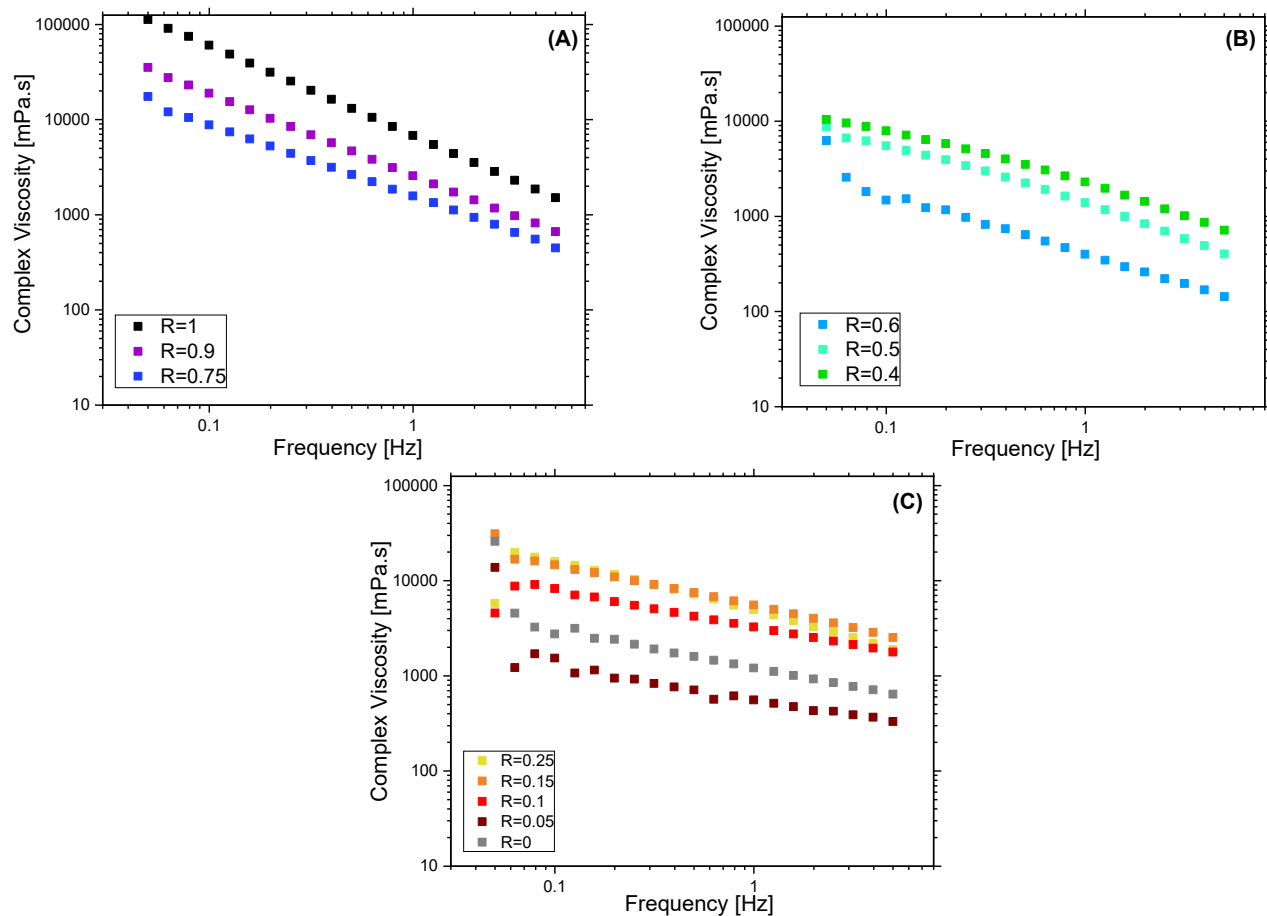 (A)
Complex Viscosity [mPa.s]
100000
10000
1000
100
10
R=1
R=0.9
R=0.75
0.1
1
Frequency [Hz]
(B)
Complex Viscosity [mPa.s]
100000
10000
1000
100
10
R=0.6
R=0.5
R=0.4
0.1
1
Frequency [Hz]
(C)
Complex Viscosity [mPa.s]
100000
10000
1000
100
10
R=0.25
R=0.15
R=0.1
R=0.05
R=0
0.1
1
Frequency [Hz]